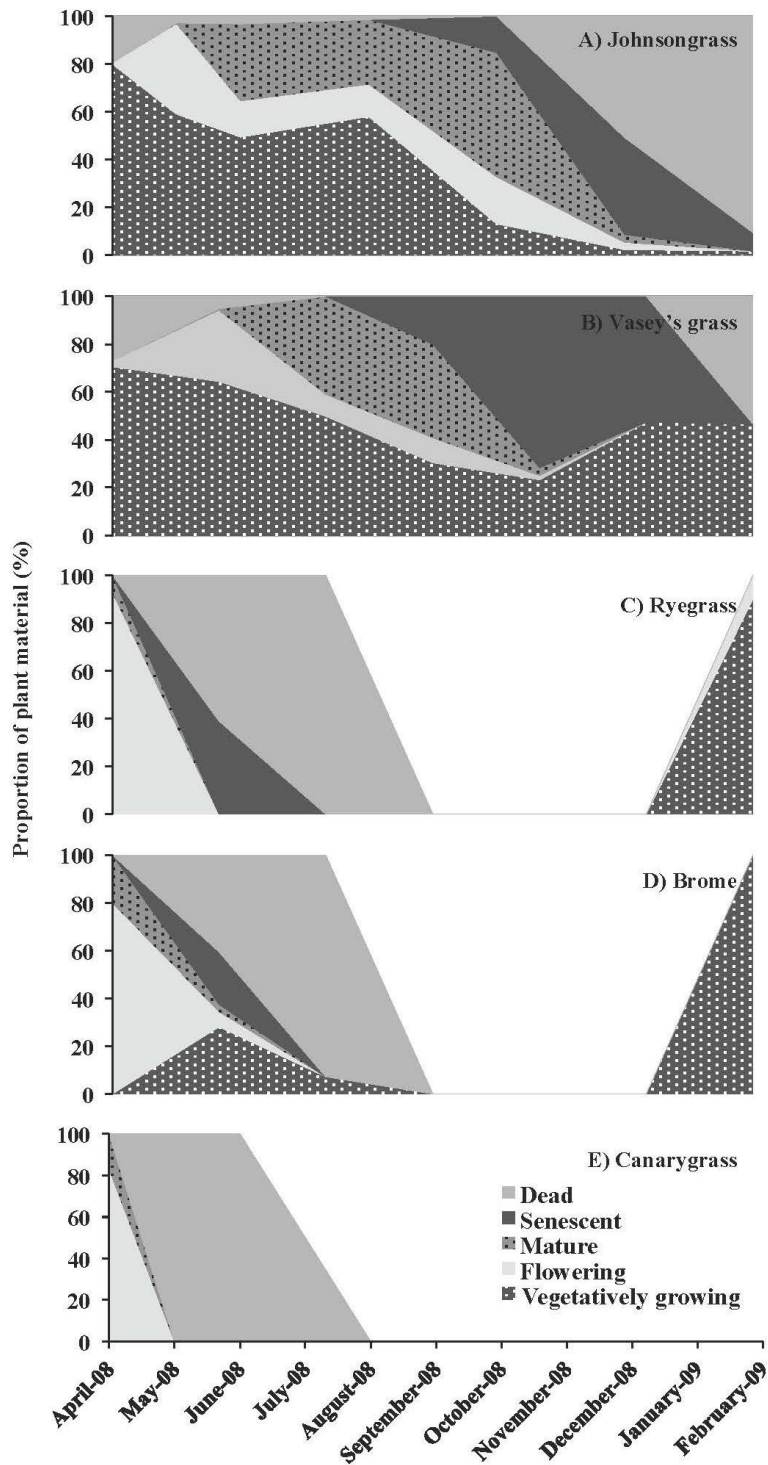 Proportion of plant material (%)
A) Johnsongrass
100
80
60
40
20
0
B) Vasey's grass
100
80
60
40
20
0
C) Ryegrass
100
80
60
40
20
0
D) Brome
100
80
60
40
20
0
E) Canarygrass
100
80
60
40
20
0
Dead
Senescent
Mature
Flowering
Vegetatively growing
April-08
May-08
June-08
July-08
August-08
September-08
October-08
November-08
December-08
January-09
February-09